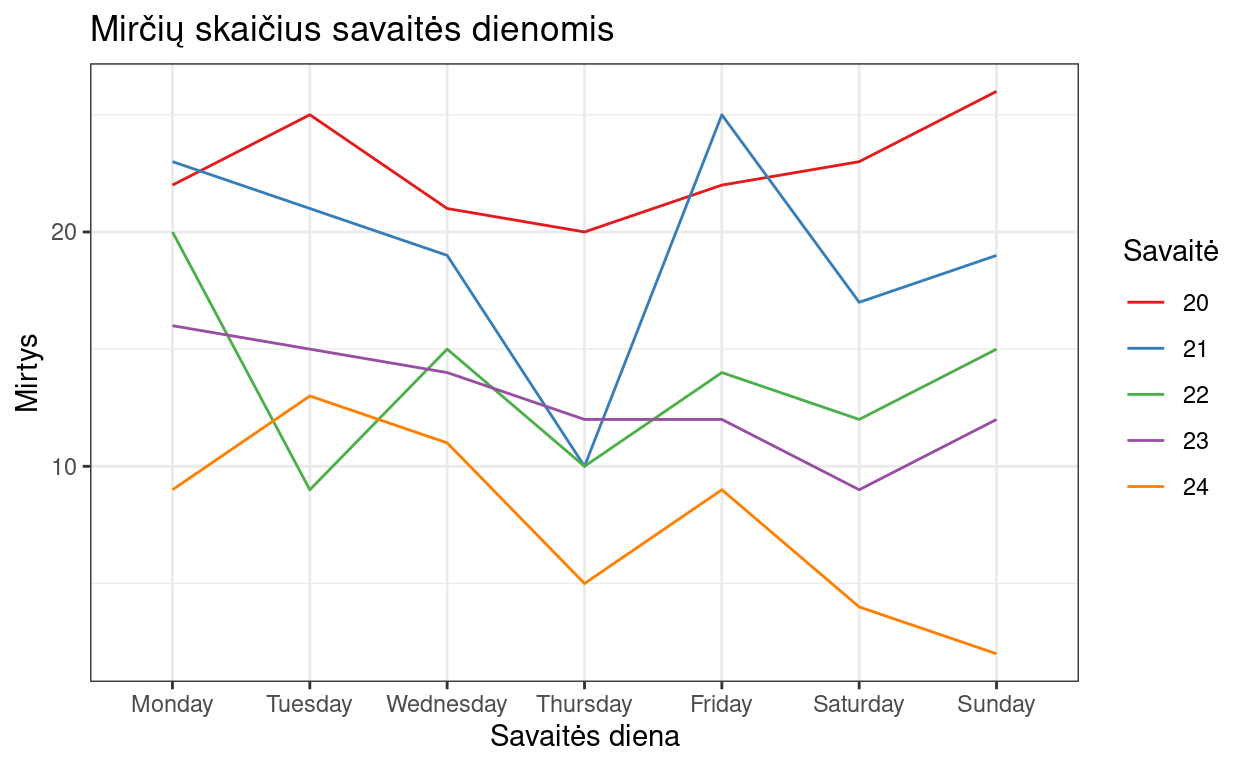 Mirčių skaičius savaitės dienomis
Mirtys
20
10
Monday Tuesday Wednesday Thursday Friday Saturday Sunday
Savaitės diena
Savaitė
20
21
22
23
24